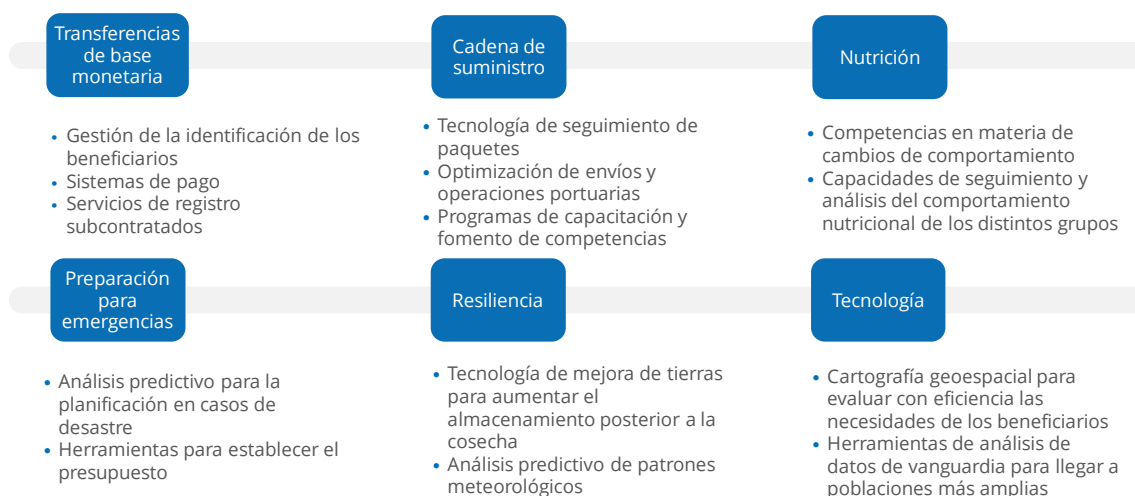 Transferencias
de base
monetaria
• Gestión de la identificación de los
beneficiarios
• Sistemas de pago
• Servicios de registro
subcontratados
Cadena de
suministro
• Tecnología de seguimiento de
paquetes
• Optimización de envíos y
operaciones portuarias
• Programas de capacitación y
fomento de competencias
Nutrición
• Competencias en materia de
cambios de comportamiento
• Capacidades de seguimiento y
análisis del comportamiento
nutricional de los distintos grupos
Preparación
para
emergencias
• Análisis predictivo para la
planificación en casos de
desastre
• Herramientas para establecer el
presupuesto
Resiliencia
• Tecnología de mejora de tierras
para aumentar el
almacenamiento posterior a la
cosecha
• Análisis predictivo de patrones
meteorológicos
Tecnología
• Cartografía geoespacial para
evaluar con eficiencia las
necesidades de los beneficiarios
• Herramientas de análisis de
datos de vanguardia para llegar a
poblaciones más amplias